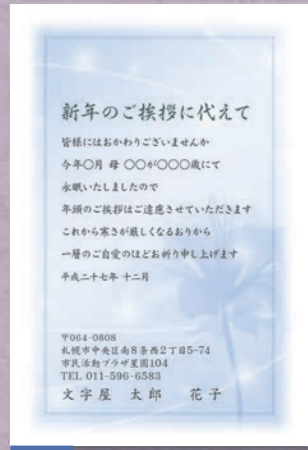 新年のご挨拶に代えて
皆様にはおかわりございませんか
今年〇月 母 〇〇が〇〇〇歳にて
永眠いたしましたので
年頭のご挨拶はご遠慮させていただきます
これから寒さが厳しくなるおりから
一層のご自愛のほどお祈り申し上げます
平成二十七年 十二月
〒064-0808
札幌市中央区南8条西2丁目5-74
市民活動プラザ星園104
TEL 011-596-6583
文字屋 太郎 花子